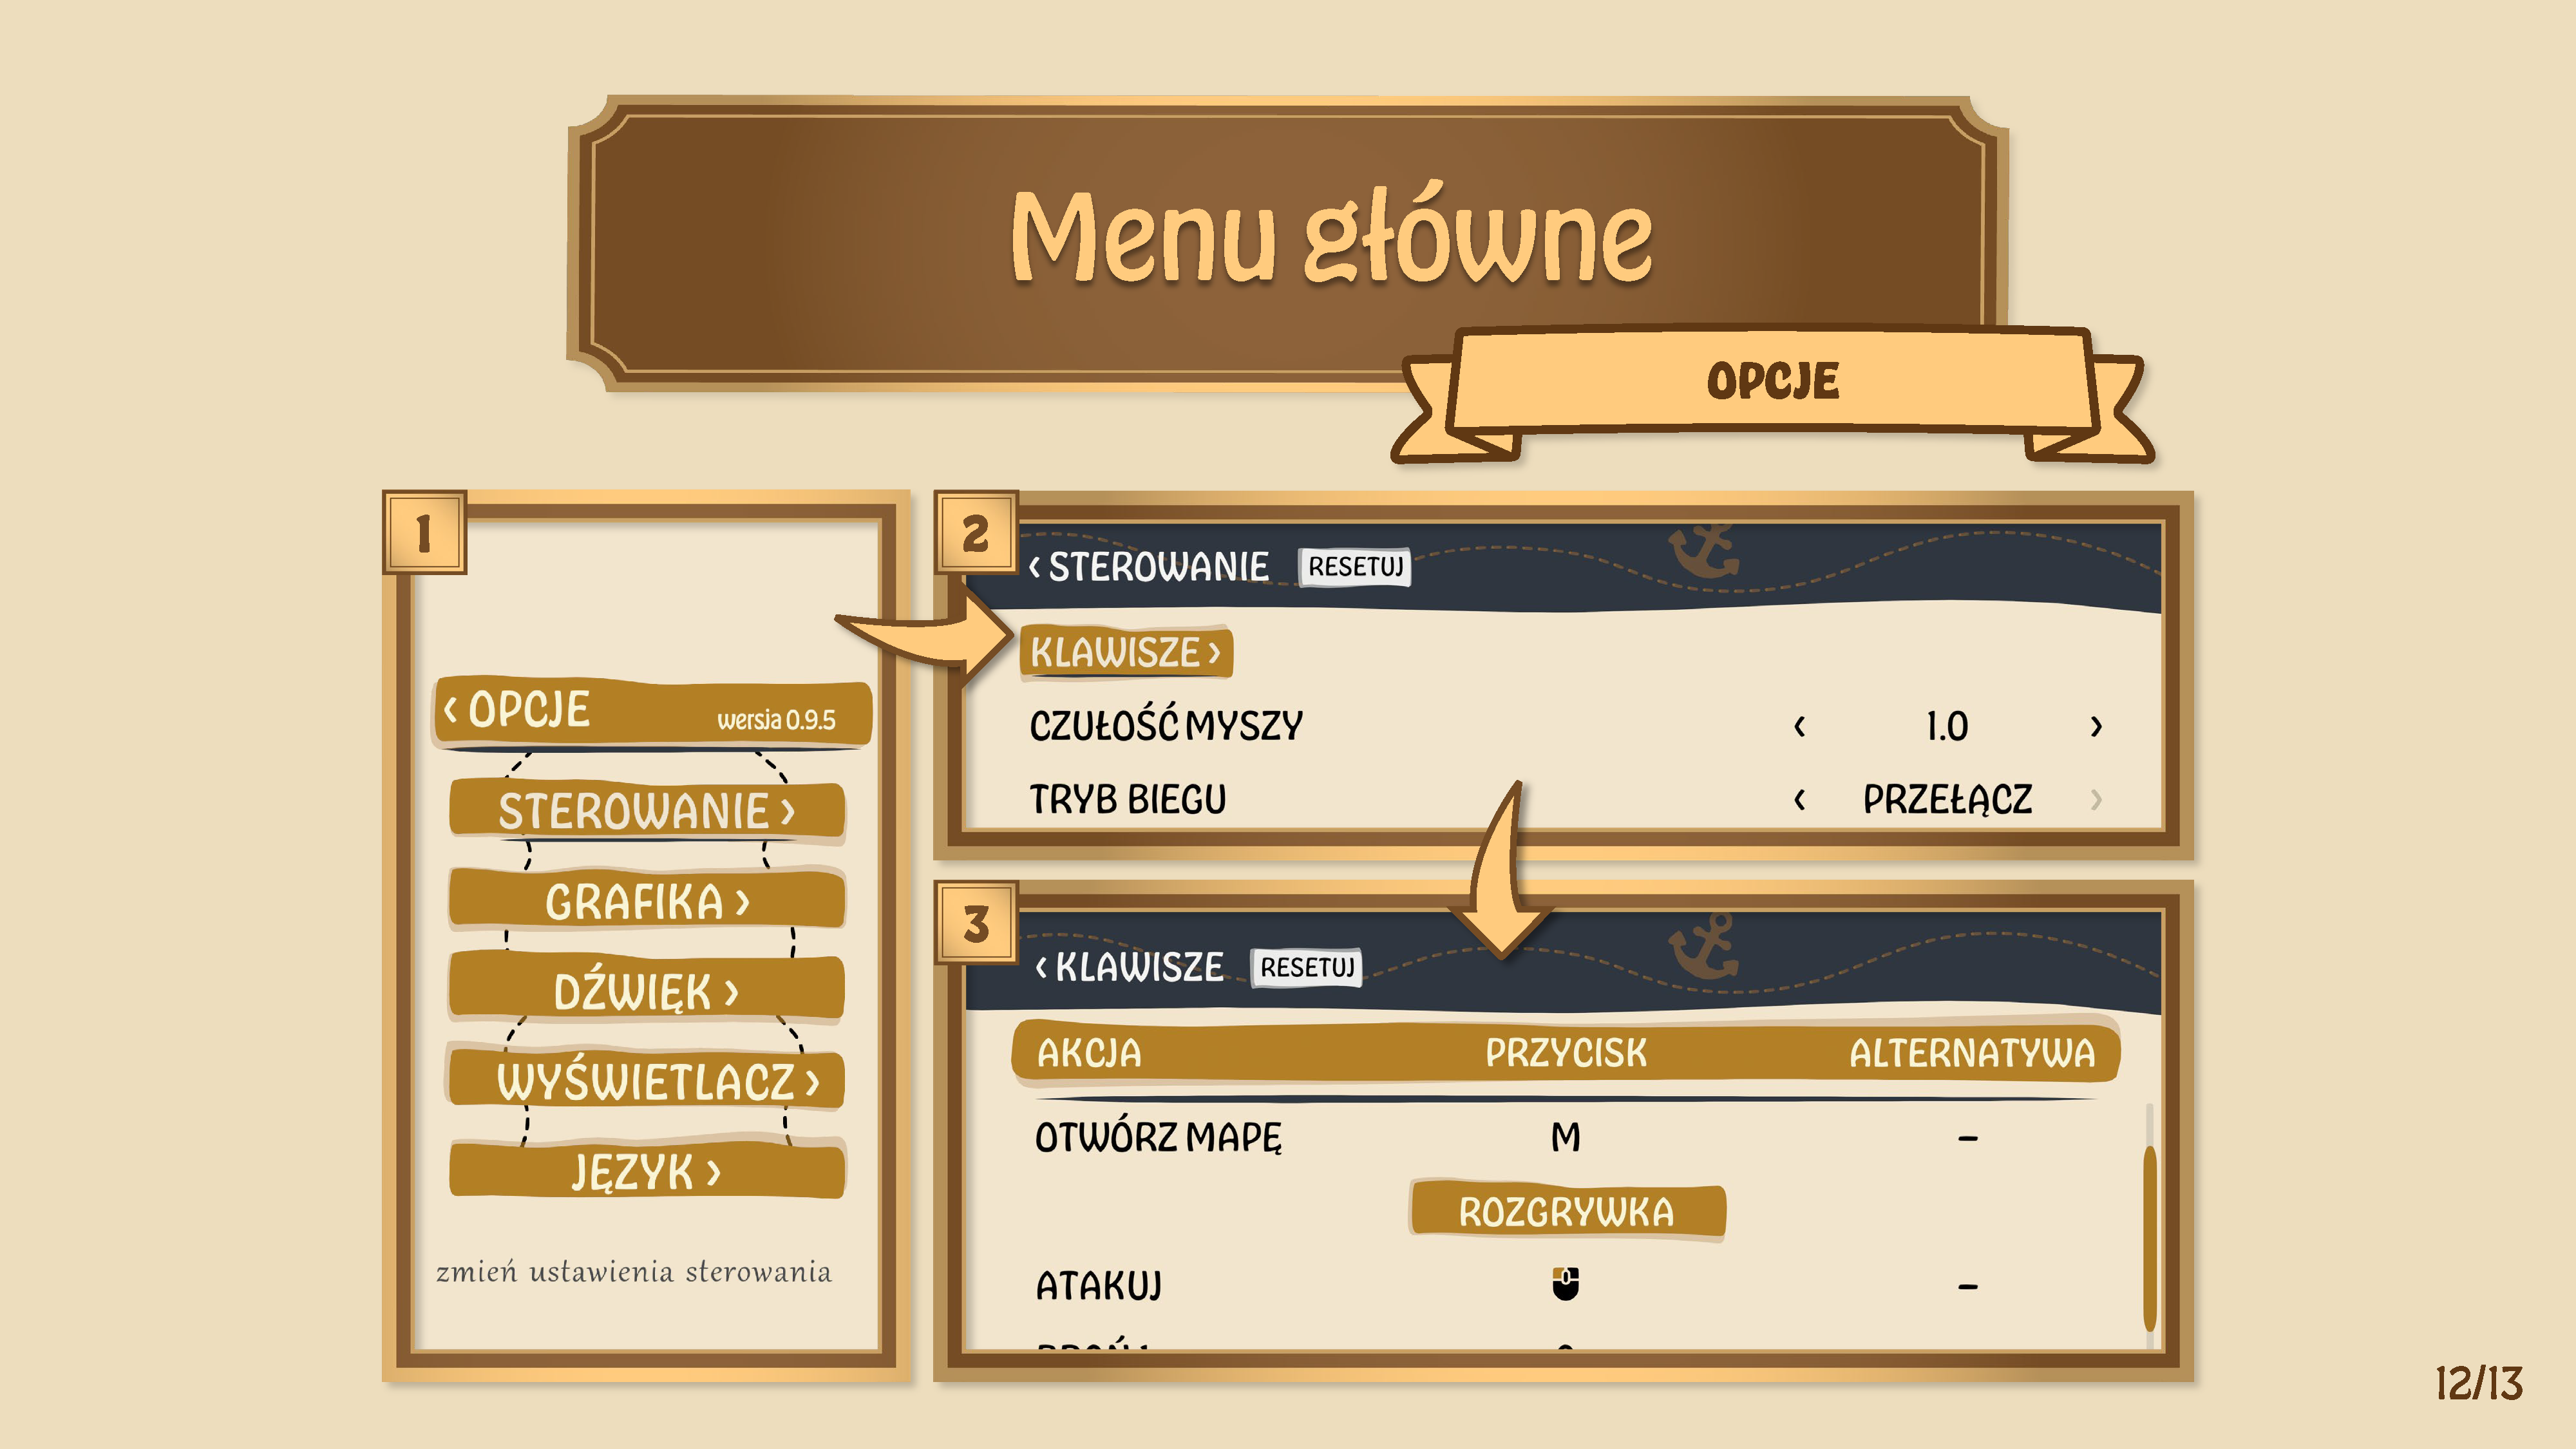 Menu główne
OPCJE
1
‹ OPCJE wersja 0.9.5
STEROWANIE ›
GRAFIKA ›
DŹWIĘK ›
WYŚWIETLACZ ›
JĘZYK ›
zmień ustawienia sterowania
2
‹ STEROWANIE RESETUJ
KLAWISZE ›
CZUŁOŚĆ MYSZY ‹ 1.0 ›
TRYB BIEGU ‹ PRZEŁĄCZ ›
3
‹ KLAWISZE RESETUJ
AKCJA PRZYCISK ALTERNATYWA
OTWÓRZ MAPĘ M –
ROZGRYWKA
ATAKUJ –
12/13